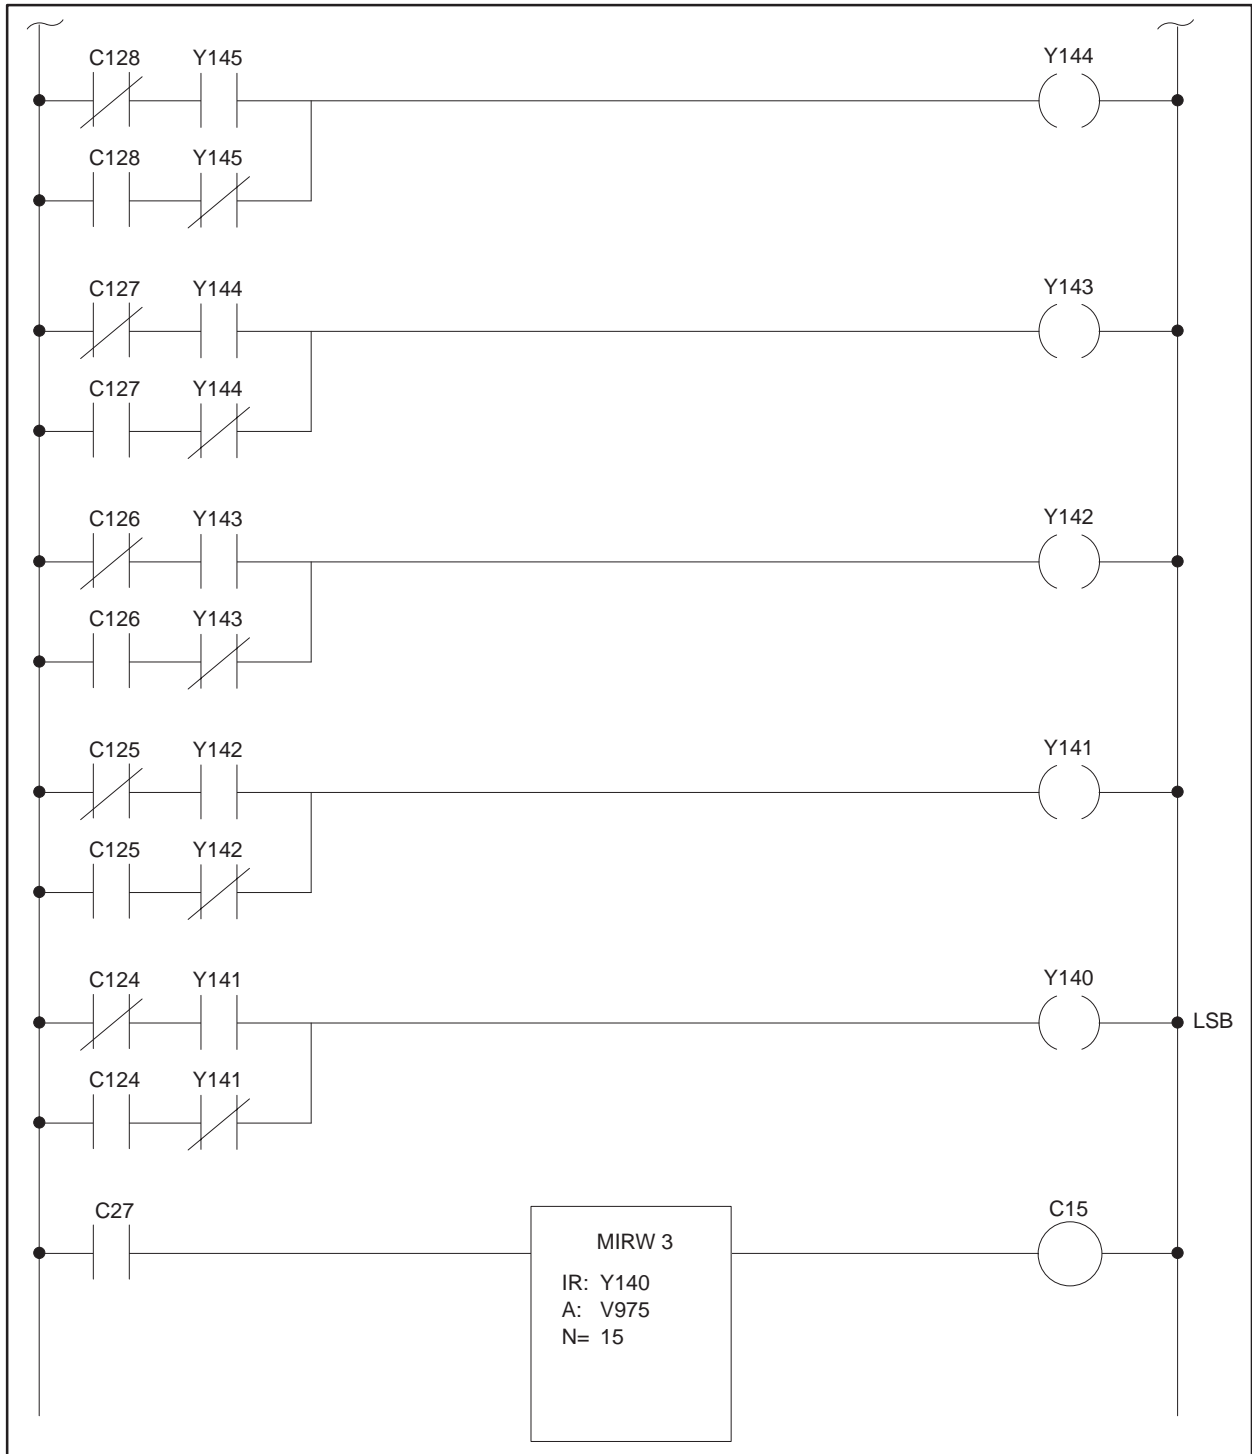 C128 Y145 Y144
C128 Y145
C127 Y144 Y143
C127 Y144
C126 Y143 Y142
C126 Y143
C125 Y142 Y141
C125 Y142
C124 Y141 Y140
LSB
C124 Y141
C27 C15
MIRW 3
IR: Y140
A: V975
N= 15